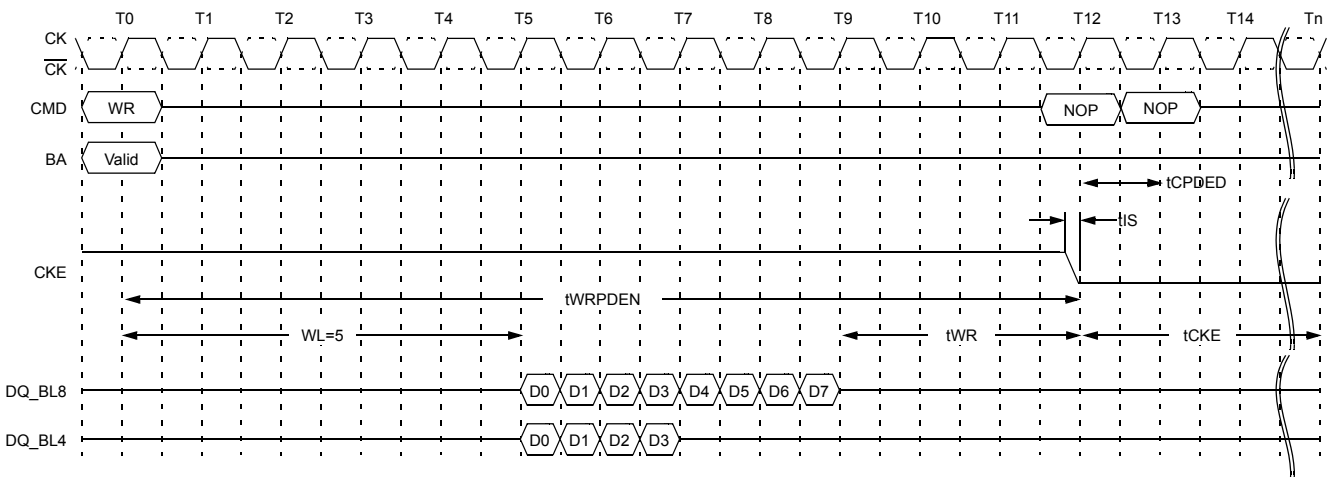 T0 T1 T2 T3 T4 T5 T6 T7 T8 T9 T10 T11 T12 T13 T14 Tn
CK
CK
CMD WR NOP NOP
BA Valid
tCPDED
tIS
CKE
tWRPDEN
WL=5 tWR tCKE
DQ_BL8 D0 D1 D2 D3 D4 D5 D6 D7
DQ_BL4 D0 D1 D2 D3